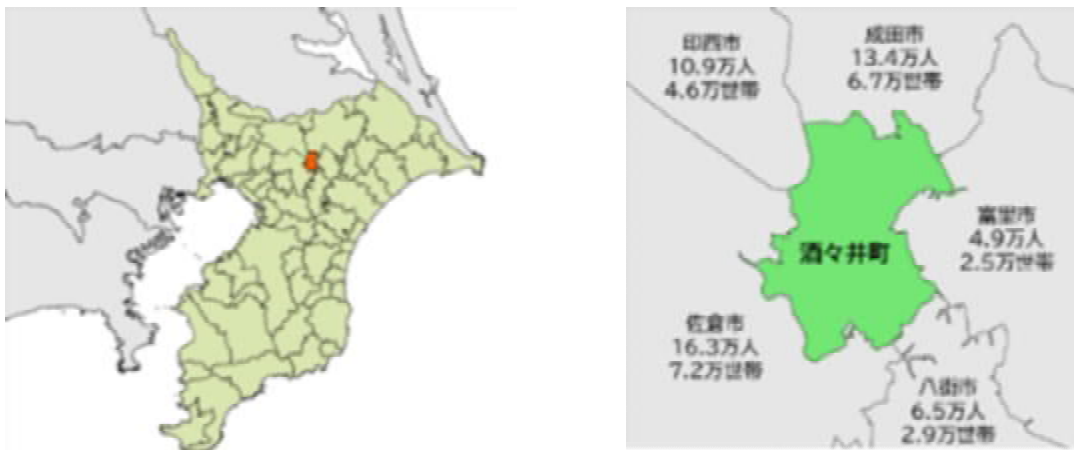 印西市
10.9万人
4.6万世帯
成田市
13.4万人
6.7万世帯
富里市
4.9万人
2.5万世帯
酒々井町
佐倉市
16.3万人
7.2万世帯
八街市
6.5万人
2.9万世帯